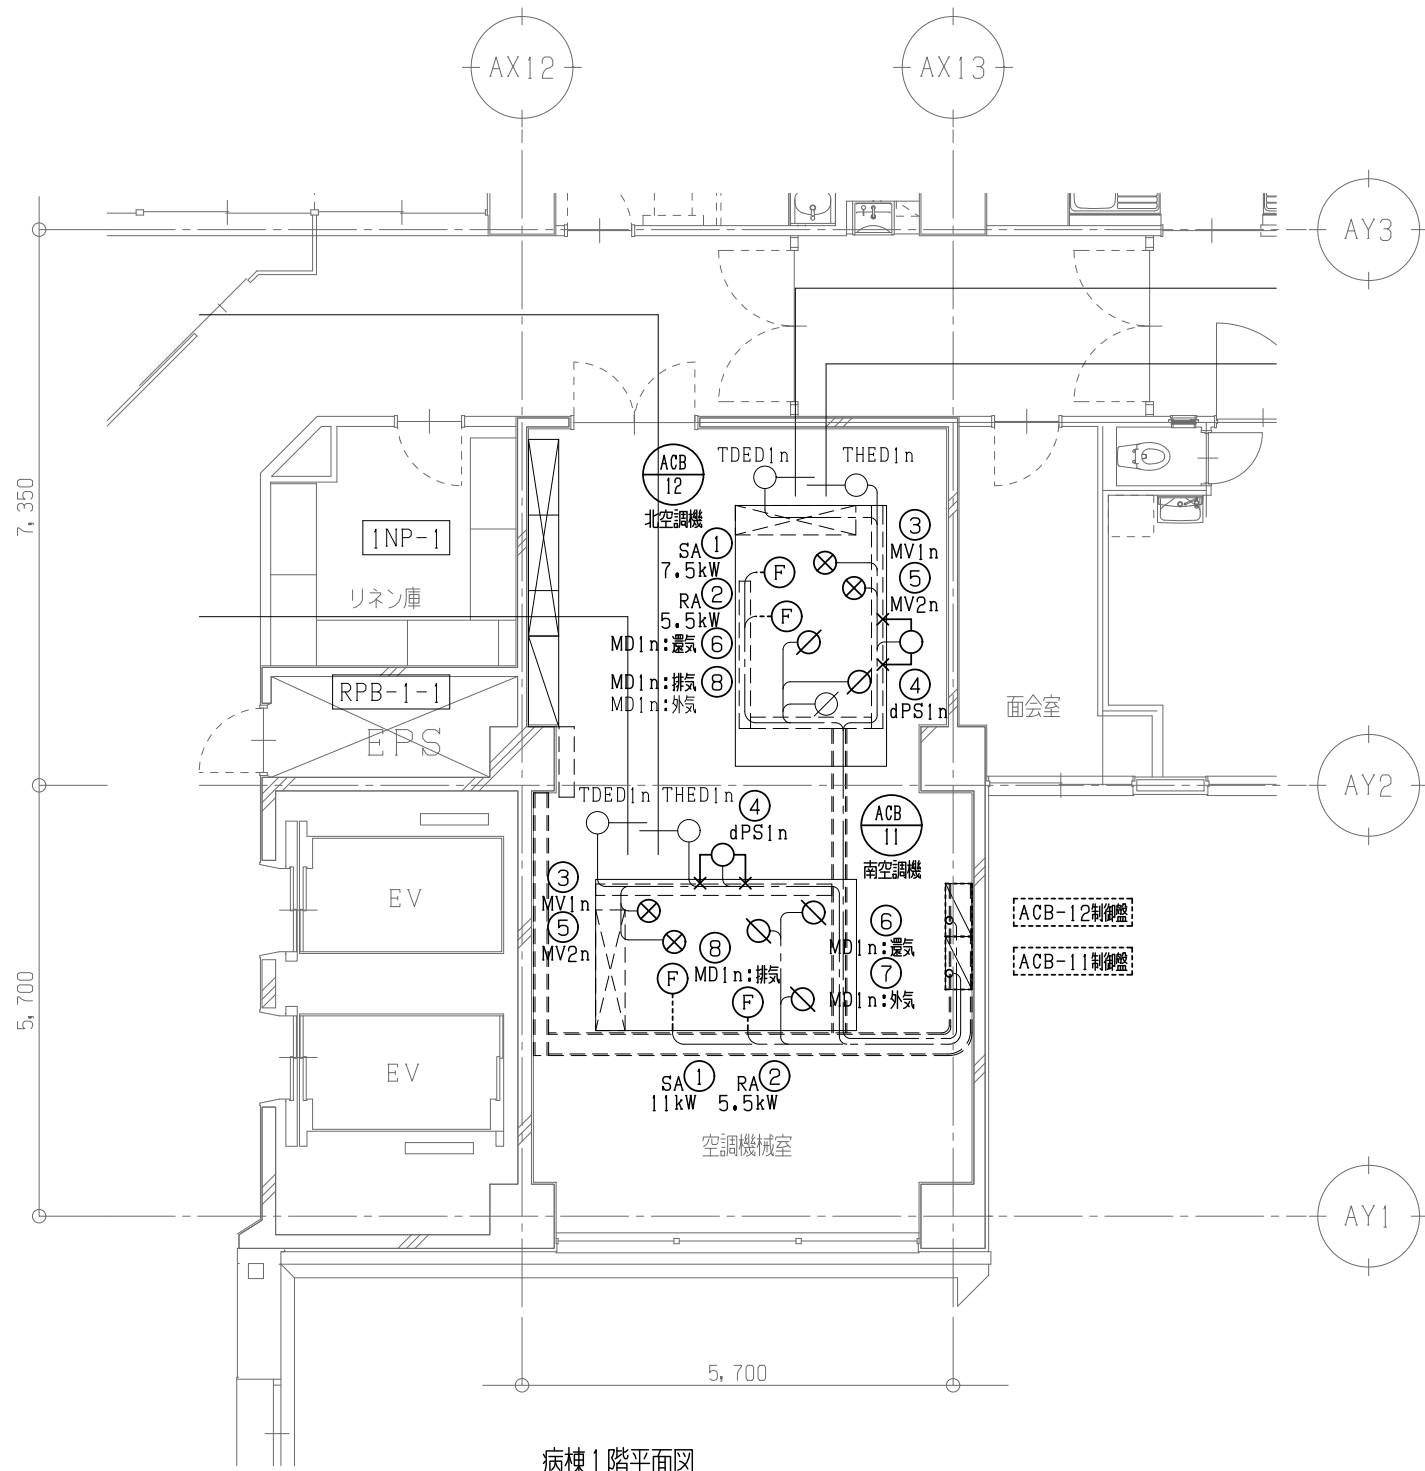 AX12
AX13
AY3
7,350
TDED1n
THED1n
ACB
12
北空調機
③
MV1n
⑤
MV2n
SA①
7.5kW
RA②
5.5kW
F
F
MD1n:還気⑥
MD1n:排気⑧
MD1n:外気
④
dPS1n
1NP-1
リネン庫
RPB-1-1
EPS
面会室
AY2
TDED1n
THED1n
④
dPS1n
ACB
11
南空調機
③
MV1n
⑤
MV2n
⑧
MD1n:排気
⑥
MD1n:還気
⑦
MD1n:外気
F
F
EV
ACB-12制御盤
ACB-11制御盤
5,700
EV
SA①
11kW
RA②
5.5kW
空調機械室
AY1
5,700
病棟1階平面図